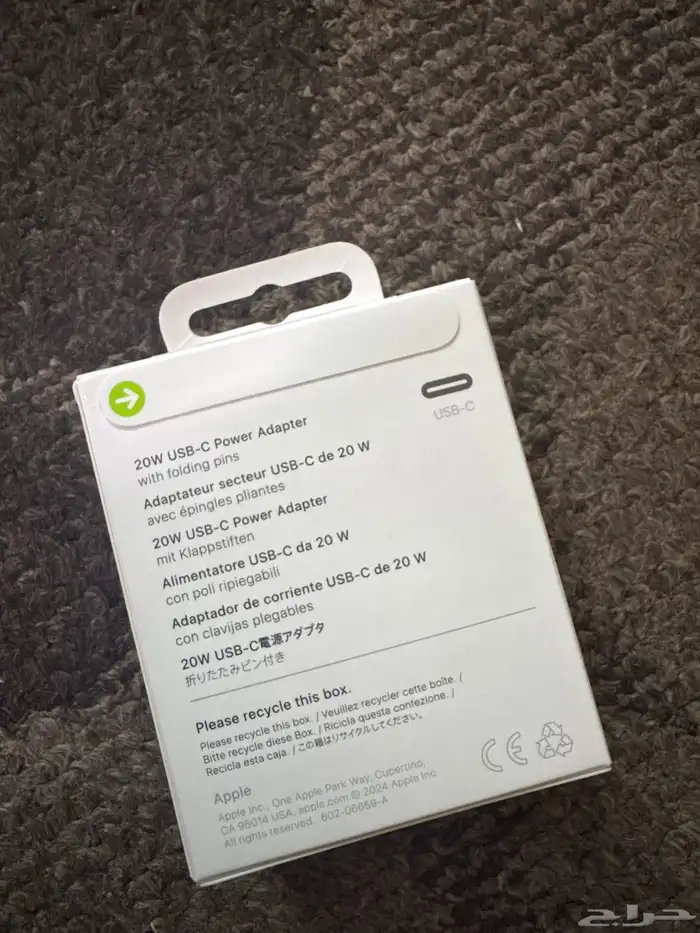 USB-C
20W USB-C Power Adapter
with folding pins
Adaptateur secteur USB-C de 20 W
avec épingles pliantes
20W USB-C Power Adapter
mit Klappstiften
Alimentatore USB-C da 20 W
con poli ripiegabili
Adaptador de corriente USB-C de 20 W
con clavijas plegables
20W USB-C電源アダプタ
折りたたみピン付き
Please recycle this box.
Please recycle this box. / Veuillez recycler cette boîte. /
Bitte recycle diese Box. / Ricicla questa confezione. /
Recicla esta caja. / この箱はリサイクルしてください。
Apple
Apple Inc., One Apple Park Way, Cupertino,
CA 95014 USA. apple.com © 2024 Apple Inc.
All rights reserved. 602-06659-A
CE
حراج